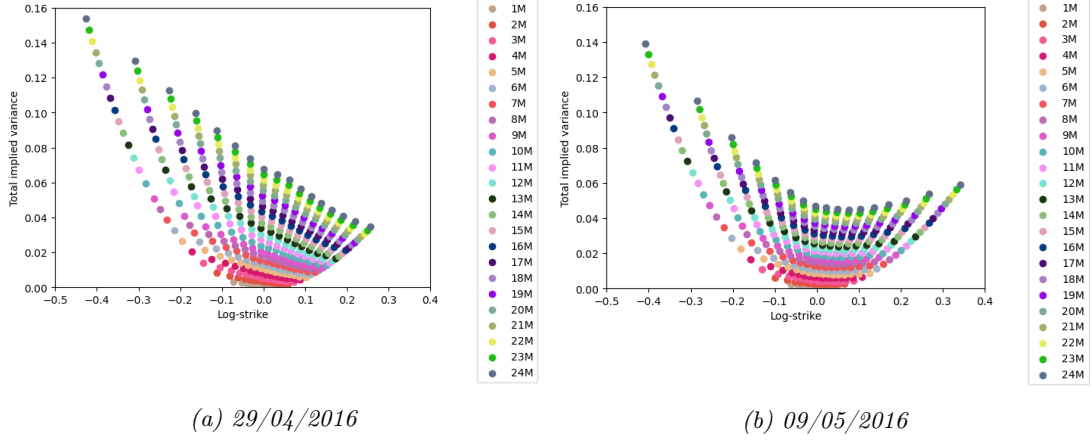 0.16
0.14
0.12
0.10
0.08
0.06
0.04
0.02
0.00
Total implied variance
−0.5 −0.4 −0.3 −0.2 −0.1 0.0 0.1 0.2 0.3 0.4
Log-strike
1M
2M
3M
4M
5M
6M
7M
8M
9M
10M
11M
12M
13M
14M
15M
16M
17M
18M
19M
20M
21M
22M
23M
24M
(a) 29/04/2016
0.16
0.14
0.12
0.10
0.08
0.06
0.04
0.02
0.00
Total implied variance
−0.5 −0.4 −0.3 −0.2 −0.1 0.0 0.1 0.2 0.3 0.4
Log-strike
1M
2M
3M
4M
5M
6M
7M
8M
9M
10M
11M
12M
13M
14M
15M
16M
17M
18M
19M
20M
21M
22M
23M
24M
(b) 09/05/2016